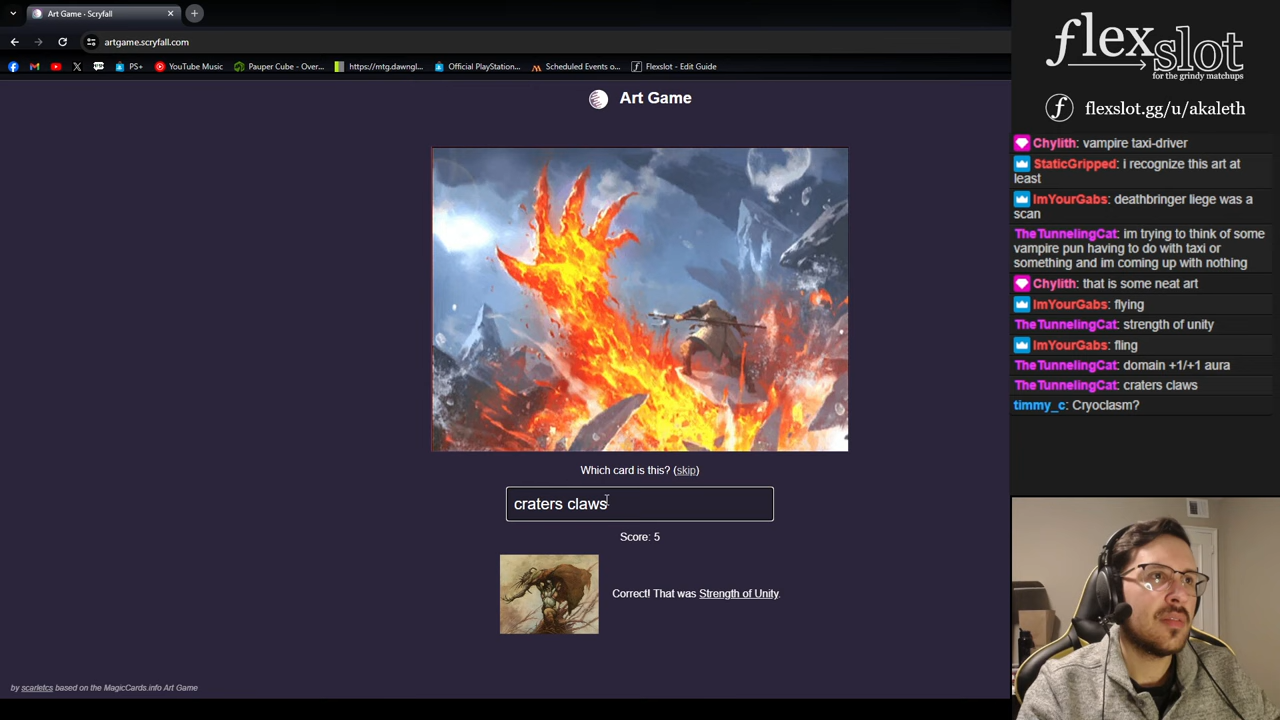 Art Game - Scryfall
artgame.scryfall.com
PS+
YouTube Music
Pauper Cube - Over...
https://mtg.dawngl...
Official PlayStation...
Scheduled Events o...
Flexslot - Edit Guide
Art Game
Which card is this? (skip)
craters claws
Score: 5
Correct! That was Strength of Unity.
by scarletcs based on the MagicCards.info Art Game
flexslot
for the grindy matchups
flexslot.gg/u/akaleth
Chylith: vampire taxi-driver
StaticGripped: i recognize this art at
least
ImYourGabs: deathbringer liege was a
scan
TheTunnelingCat: im trying to think of some
vampire pun having to do with taxi or
something and im coming up with nothing
Chylith: that is some neat art
ImYourGabs: flying
TheTunnelingCat: strength of unity
ImYourGabs: fling
TheTunnelingCat: domain +1/+1 aura
TheTunnelingCat: craters claws
timmy_c: Cryoclasm?